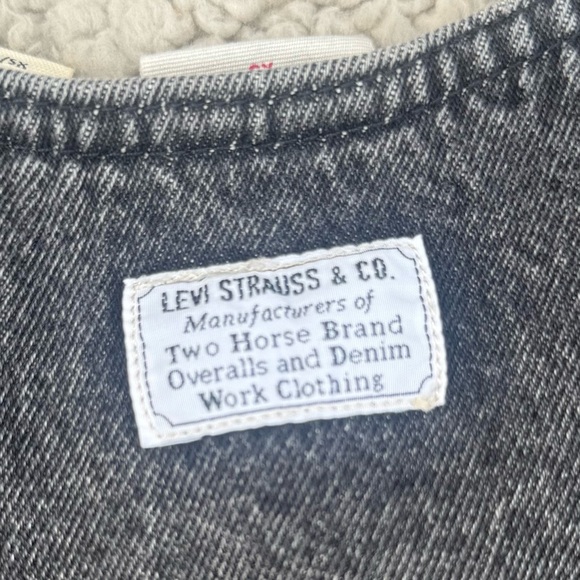 LEVI STRAUSS & CO.
Manufacturers of
Two Horse Brand
Overalls and Denim
Work Clothing